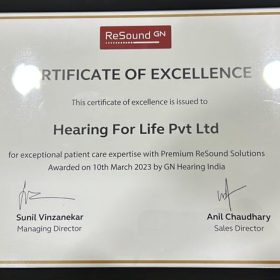 ReSound GN
CERTIFICATE OF EXCELLENCE
This certificate of excellence is issued to
Hearing For Life Pvt Ltd
for exceptional patient care expertise with Premium ReSound Solutions
Awarded on 10th March 2023 by GN Hearing India
Sunil Vinzanekar
Managing Director
Anil Chaudhary
Sales Director